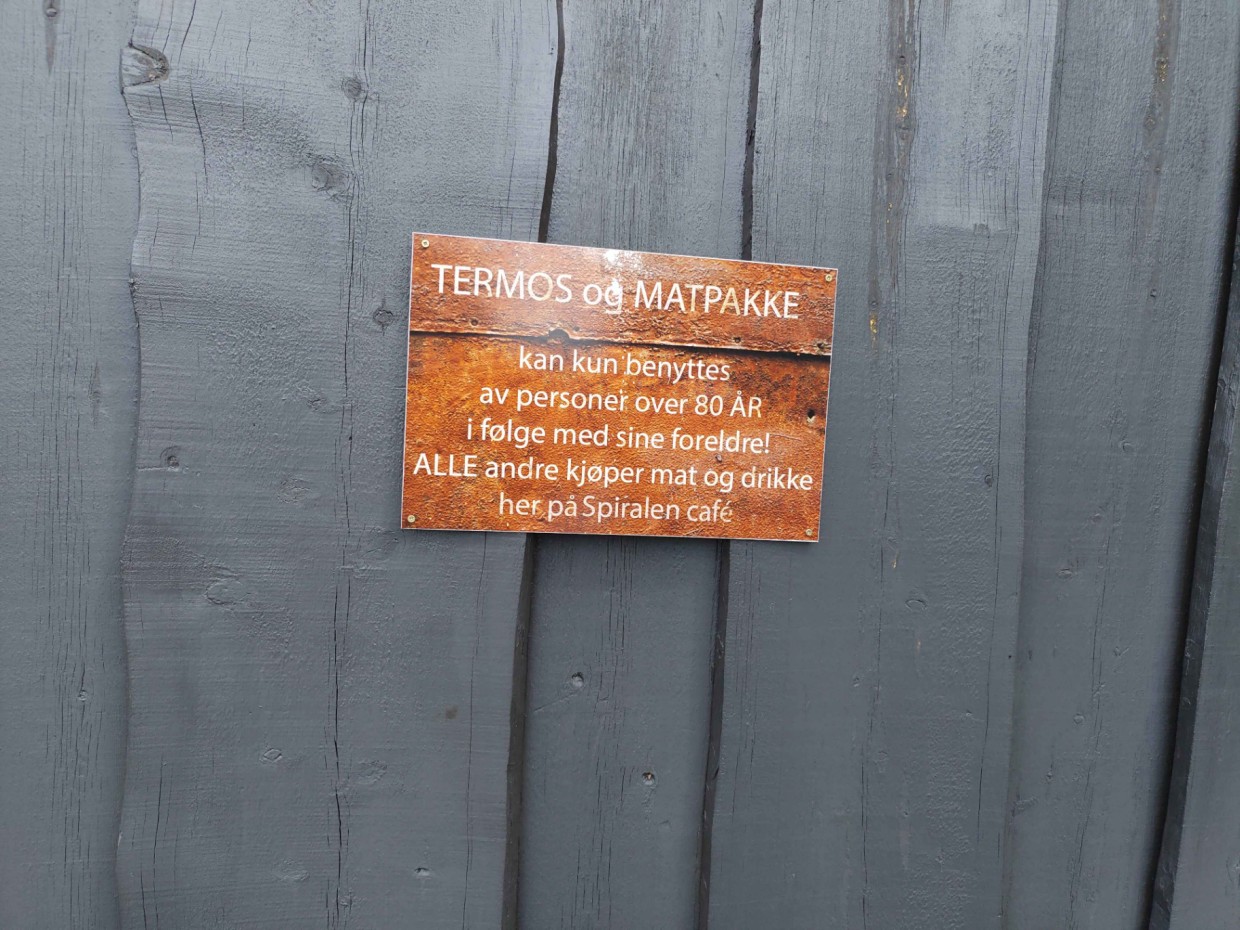 TERMOS og MATPAKKE
kan kun benyttes
av personer over 80 ÅR
i følge med sine foreldre!
ALLE andre kjøper mat og drikke
her på Spiralen café